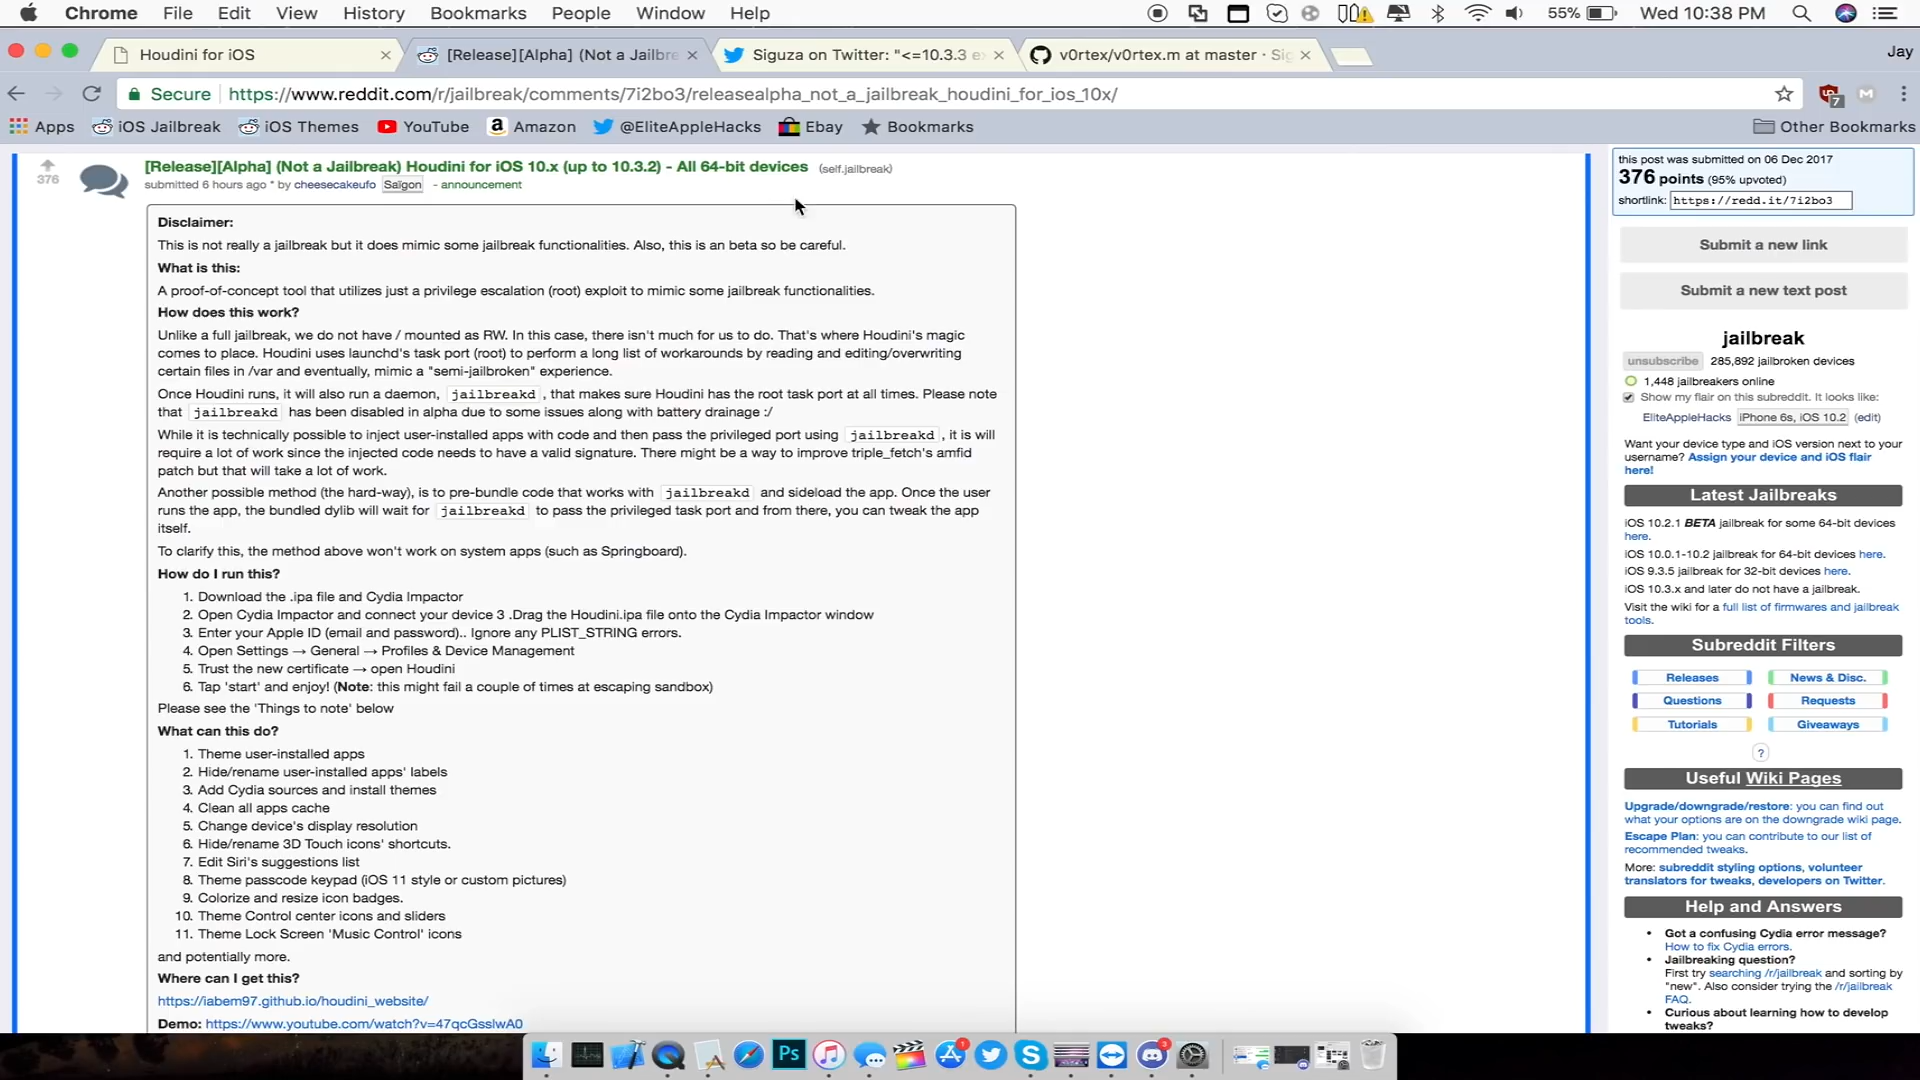 Chrome File Edit View History Bookmarks People Window Help 55% Wed 10:38 PM
Houdini for iOS
[Release][Alpha] (Not a Jailbre
Siguza on Twitter: "<=10.3.3 e
v0rtex/v0rtex.m at master · Si
Jay
Secure https://www.reddit.com/r/jailbreak/comments/7i2bo3/releasealpha_not_a_jailbreak_houdini_for_ios_10x/
7
Apps iOS Jailbreak iOS Themes YouTube Amazon @EliteAppleHacks Ebay Bookmarks Other Bookmarks
376
[Release][Alpha] (Not a Jailbreak) Houdini for iOS 10.x (up to 10.3.2) - All 64-bit devices (self.jailbreak)
submitted 6 hours ago * by cheesecakeufo Saïgon - announcement
Disclaimer:
This is not really a jailbreak but it does mimic some jailbreak functionalities. Also, this is an beta so be careful.
What is this:
A proof-of-concept tool that utilizes just a privilege escalation (root) exploit to mimic some jailbreak functionalities.
How does this work?
Unlike a full jailbreak, we do not have / mounted as RW. In this case, there isn't much for us to do. That's where Houdini's magic
comes to place. Houdini uses launchd's task port (root) to perform a long list of workarounds by reading and editing/overwriting
certain files in /var and eventually, mimic a "semi-jailbroken" experience.
Once Houdini runs, it will also run a daemon, jailbreakd , that makes sure Houdini has the root task port at all times. Please note
that jailbreakd has been disabled in alpha due to some issues along with battery drainage :/
While it is technically possible to inject user-installed apps with code and then pass the privileged port using jailbreakd , it is will
require a lot of work since the injected code needs to have a valid signature. There might be a way to improve triple_fetch's amfid
patch but that will take a lot of work.
Another possible method (the hard-way), is to pre-bundle code that works with jailbreakd and sideload the app. Once the user
runs the app, the bundled dylib will wait for jailbreakd to pass the privileged task port and from there, you can tweak the app
itself.
To clarify this, the method above won't work on system apps (such as Springboard).
How do I run this?
1. Download the .ipa file and Cydia Impactor
2. Open Cydia Impactor and connect your device 3 .Drag the Houdini.ipa file onto the Cydia Impactor window
3. Enter your Apple ID (email and password).. Ignore any PLIST_STRING errors.
4. Open Settings → General → Profiles & Device Management
5. Trust the new certificate → open Houdini
6. Tap 'start' and enjoy! (Note: this might fail a couple of times at escaping sandbox)
Please see the 'Things to note' below
What can this do?
1. Theme user-installed apps
2. Hide/rename user-installed apps' labels
3. Add Cydia sources and install themes
4. Clean all apps cache
5. Change device's display resolution
6. Hide/rename 3D Touch icons' shortcuts.
7. Edit Siri's suggestions list
8. Theme passcode keypad (iOS 11 style or custom pictures)
9. Colorize and resize icon badges.
10. Theme Control center icons and sliders
11. Theme Lock Screen 'Music Control' icons
and potentially more.
Where can I get this?
https://iabem97.github.io/houdini_website/
Demo: https://www.youtube.com/watch?v=47qcGsslwA0
this post was submitted on 06 Dec 2017
376 points (95% upvoted)
shortlink: https://redd.it/7i2bo3
Submit a new link
Submit a new text post
jailbreak
unsubscribe 285,892 jailbroken devices
1,448 jailbreakers online
Show my flair on this subreddit. It looks like:
EliteAppleHacks iPhone 6s, iOS 10.2 (edit)
Want your device type and iOS version next to your
username? Assign your device and iOS flair
here!
Latest Jailbreaks
iOS 10.2.1 BETA jailbreak for some 64-bit devices
here.
iOS 10.0.1-10.2 jailbreak for 64-bit devices here.
iOS 9.3.5 jailbreak for 32-bit devices here.
iOS 10.3.x and later do not have a jailbreak.
Visit the wiki for a full list of firmwares and jailbreak
tools.
Subreddit Filters
Releases News & Disc.
Questions Requests
Tutorials Giveaways
?
Useful Wiki Pages
Upgrade/downgrade/restore: you can find out
what your options are on the downgrade wiki page.
Escape Plan: you can contribute to our list of
recommended tweaks.
More: subreddit styling options, volunteer
translators for tweaks, developers on Twitter.
Help and Answers
• Got a confusing Cydia error message?
How to fix Cydia errors.
• Jailbreaking question?
First try searching /r/jailbreak and sorting by
"new". Also consider trying the /r/jailbreak
FAQ.
• Curious about learning how to develop
tweaks?
Ps 1 3